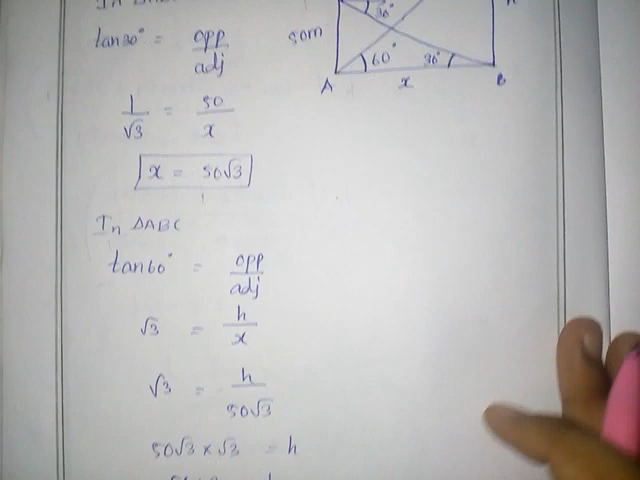 tan30° = opp/adj
50m
30°
60°
30°
A
x
B
1/√3 = 50/x
x = 50√3
In ΔABC
tan60° = opp/adj
√3 = h/x
√3 = h/50√3
50√3 × √3 = h